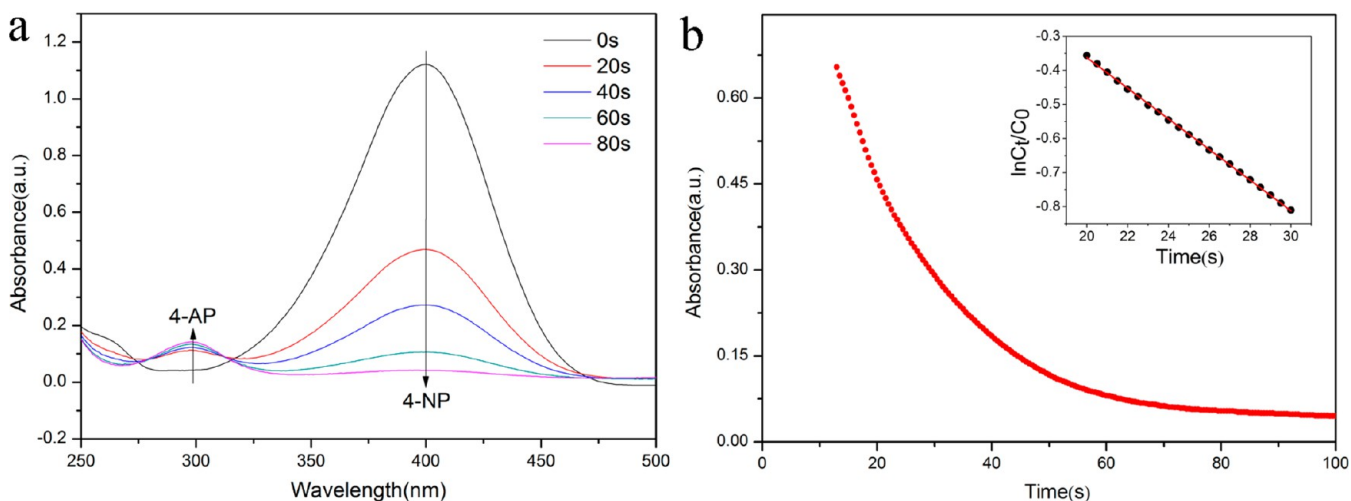 a
1.2
1.0
0.8
0.6
0.4
0.2
0.0
-0.2
Absorbance(a.u.)
0s
20s
40s
60s
80s
4-AP
4-NP
250
300
350
400
450
500
Wavelength(nm)
b
0.60
0.45
0.30
0.15
0.00
Absorbance(a.u.)
0
20
40
60
80
100
Time(s)
-0.3
-0.4
-0.5
-0.6
-0.7
-0.8
lnCt/C0
20
22
24
26
28
30
Time(s)